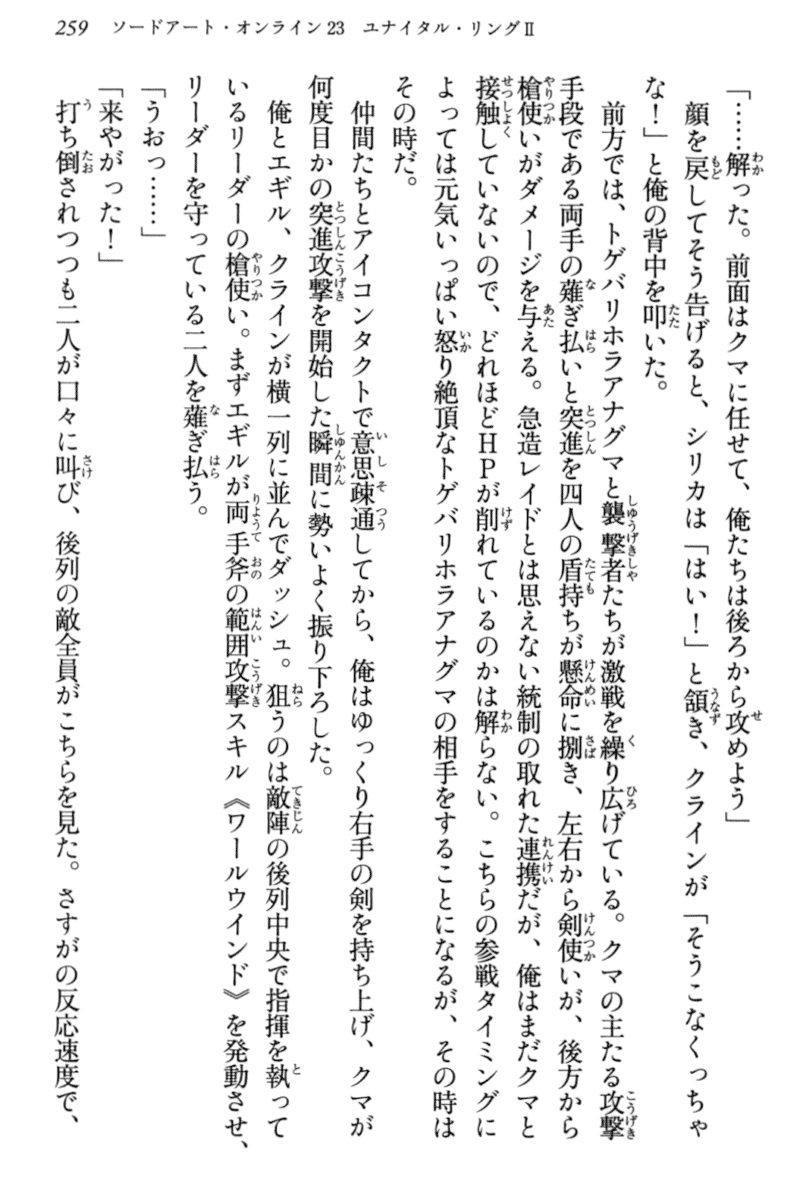 259 ソードアート・オンライン23 ユナイタル・リングⅡ
「……解った。前面はクマに任せて、俺たちは後ろから攻めよう」
　顔を戻してそう告げると、シリカは「はい！」と頷き、クラインが「そうこなくっちゃ
な！」と俺の背中を叩いた。
　前方では、トゲバリホラアナグマと襲撃者たちが激戦を繰り広げている。クマの主たる攻撃
手段である両手の薙ぎ払いと突進を四人の盾持ちが懸命に捌き、左右から剣使いが、後方から
槍使いがダメージを与える。急造レイドとは思えない統制の取れた連携だが、俺はまだクマと
接触していないので、どれほどHPが削れているのかは解らない。こちらの参戦タイミングに
よっては元気いっぱい怒り絶頂なトゲバリホラアナグマの相手をすることになるが、その時は
その時だ。
　仲間たちとアイコンタクトで意思疎通してから、俺はゆっくり右手の剣を持ち上げ、クマが
何度目かの突進攻撃を開始した瞬間に勢いよく振り下ろした。
　俺とエギル、クラインが横一列に並んでダッシュ。狙うのは敵陣の後列中央で指揮を執って
いるリーダーの槍使い。まずエギルが両手斧の範囲攻撃スキル《ワールウインド》を発動させ、
リーダーを守っている二人を薙ぎ払う。
「うおっ……」
「来やがった！」
　打ち倒されつつも二人が口々に叫び、後列の敵全員がこちらを見た。さすがの反応速度で、